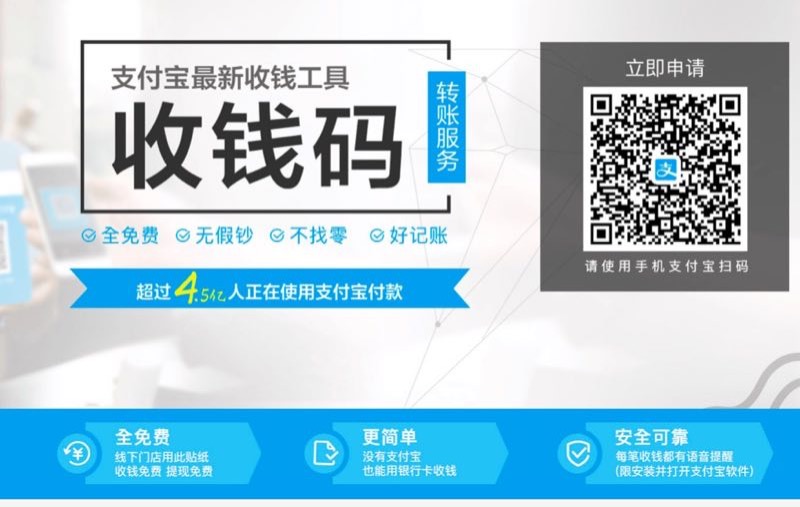 支付宝最新收钱工具
收钱码
转账服务
全免费 无假钞 不找零 好记账
超过4.5亿人正在使用支付宝付款
立即申请
支
请使用手机支付宝扫码
全免费
线下门店用此贴纸
收钱免费 提现免费
更简单
没有支付宝
也能用银行卡收钱
安全可靠
每笔收钱都有语音提醒
(限安装并打开支付宝软件)